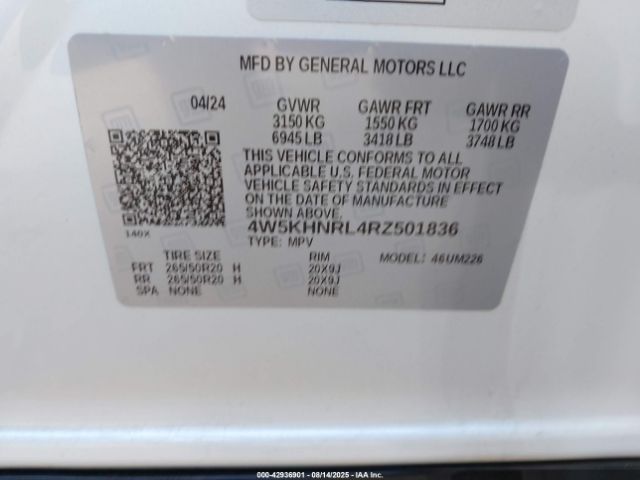 MFD BY GENERAL MOTORS LLC
04/24 GVWR GAWR FRT GAWR RR
3150 KG 1550 KG 1700 KG
6945 LB 3418 LB 3748 LB
THIS VEHICLE CONFORMS TO ALL
APPLICABLE U.S. FEDERAL MOTOR
VEHICLE SAFETY STANDARDS IN EFFECT
ON THE DATE OF MANUFACTURE
SHOWN ABOVE.
140X
4W5KHNRL4RZ501836
TYPE: MPV
MODEL: 46UM226
TIRE SIZE RIM
FRT 265/50R20 H 20X9J
RR 265/50R20 H 20X9J
SPA NONE NONE
000-42936901 - 08/14/2025 - IAA Inc.